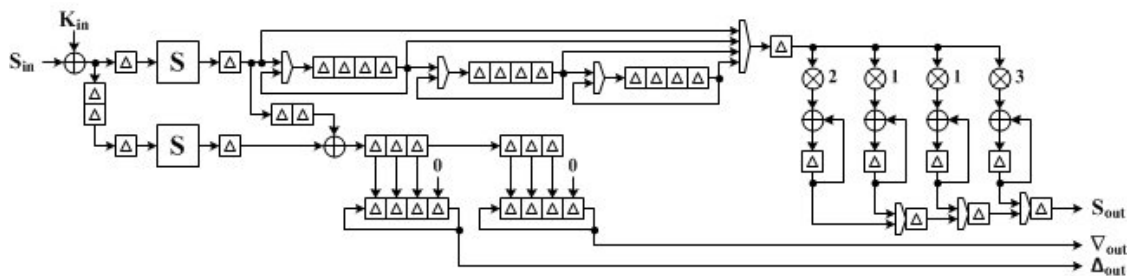 K_in
S_in
Δ S Δ Δ Δ Δ Δ Δ Δ Δ Δ Δ Δ Δ Δ Δ
2 1 1 3
Δ Δ
Δ Δ
Δ S Δ Δ Δ Δ Δ Δ Δ Δ Δ Δ Δ
0 0
Δ Δ Δ Δ Δ Δ Δ Δ Δ Δ Δ S_out
∇_out
Δ_out